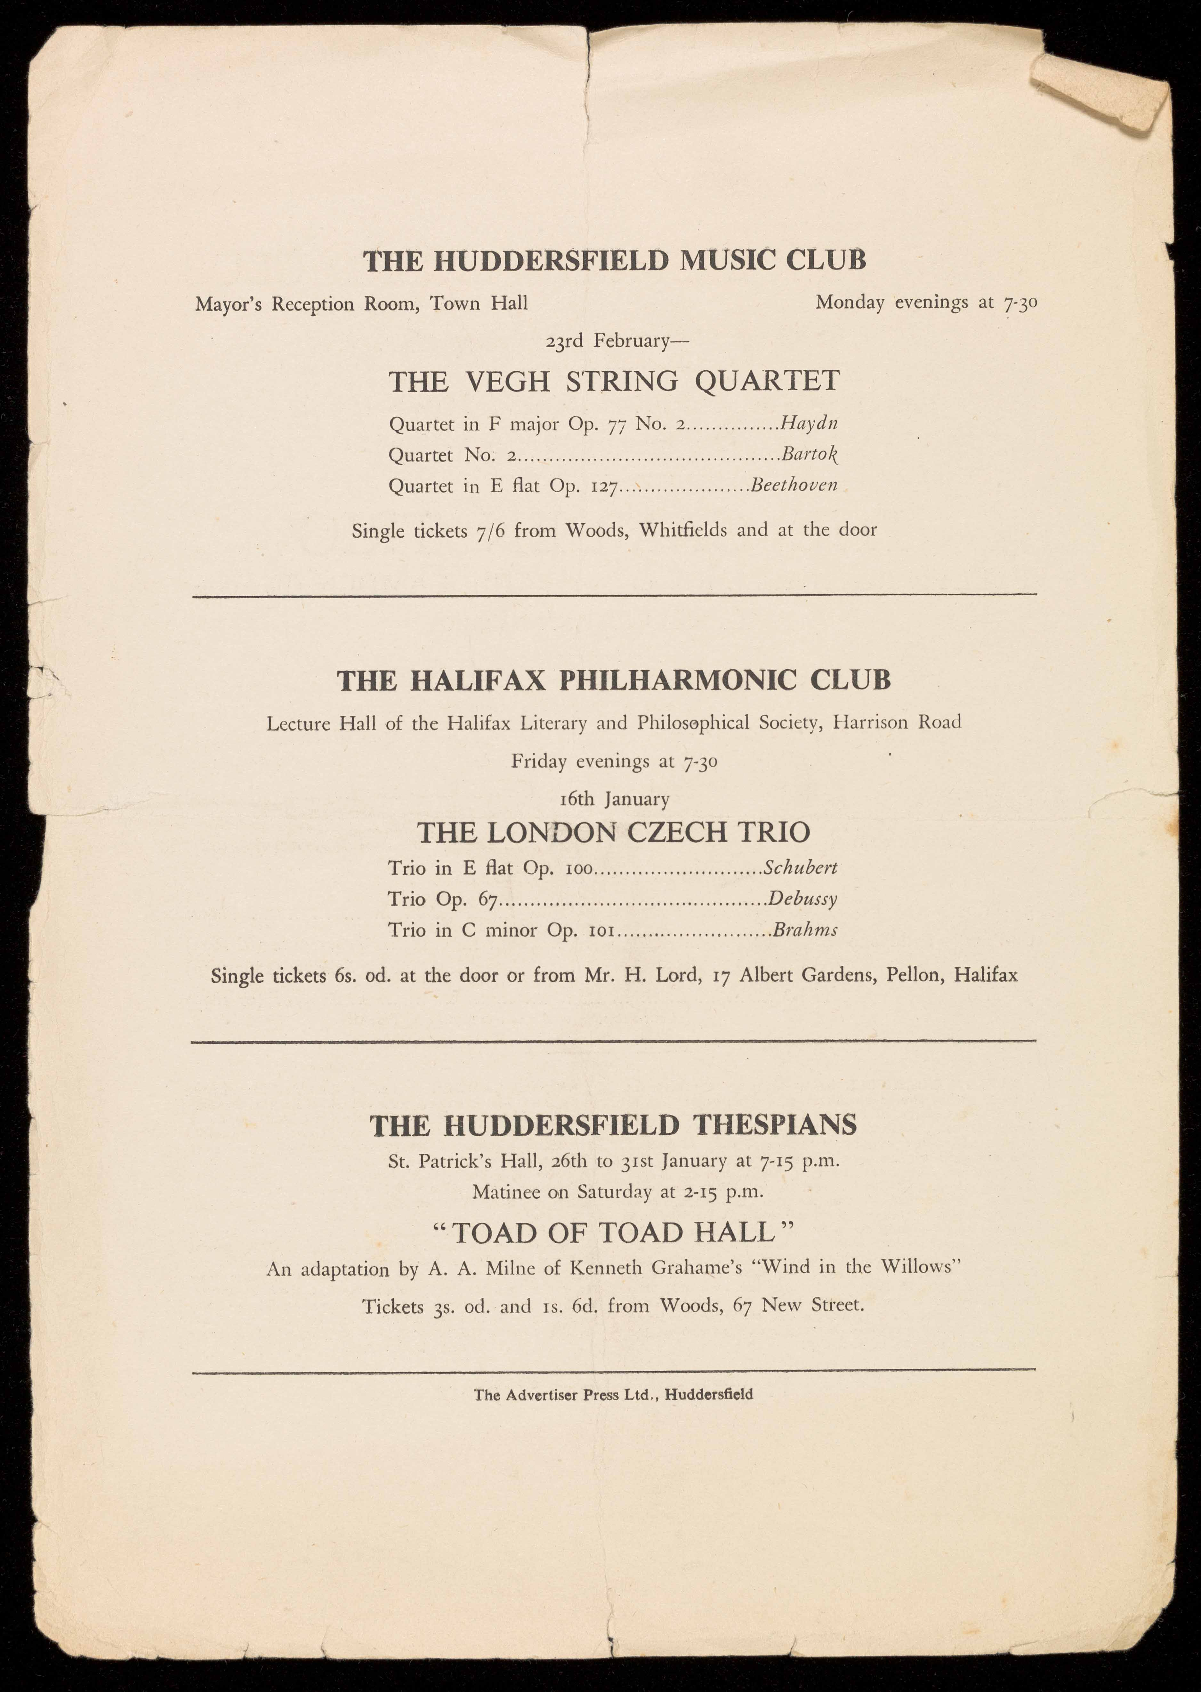 THE HUDDERSFIELD MUSIC CLUB
Mayor's Reception Room, Town Hall Monday evenings at 7-30
23rd February—
THE VEGH STRING QUARTET
Quartet in F major Op. 77 No. 2...............Haydn
Quartet No. 2..........................................Bartok
Quartet in E flat Op. 127.....................Beethoven
Single tickets 7/6 from Woods, Whitfields and at the door
THE HALIFAX PHILHARMONIC CLUB
Lecture Hall of the Halifax Literary and Philosophical Society, Harrison Road
Friday evenings at 7-30
16th January
THE LONDON CZECH TRIO
Trio in E flat Op. 100...........................Schubert
Trio Op. 67...........................................Debussy
Trio in C minor Op. 101.........................Brahms
Single tickets 6s. od. at the door or from Mr. H. Lord, 17 Albert Gardens, Pellon, Halifax
THE HUDDERSFIELD THESPIANS
St. Patrick's Hall, 26th to 31st January at 7-15 p.m.
Matinee on Saturday at 2-15 p.m.
“TOAD OF TOAD HALL”
An adaptation by A. A. Milne of Kenneth Grahame's “Wind in the Willows”
Tickets 3s. od. and 1s. 6d. from Woods, 67 New Street.
The Advertiser Press Ltd., Huddersfield